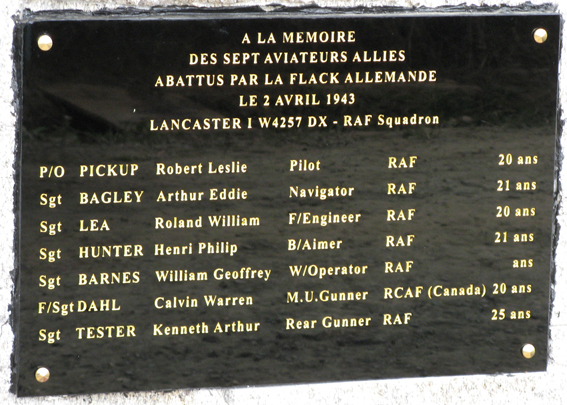 A LA MEMOIRE
DES SEPT AVIATEURS ALLIES
ABATTUS PAR LA FLACK ALLEMANDE
LE 2 AVRIL 1943
LANCASTER I W4257 DX - RAF Squadron
P/O PICKUP Robert Leslie Pilot RAF 20 ans
Sgt BAGLEY Arthur Eddie Navigator RAF 21 ans
Sgt LEA Roland William F/Engineer RAF 20 ans
Sgt HUNTER Henri Philip B/Aimer RAF 21 ans
Sgt BARNES William Geoffrey W/Operator RAF ans
F/Sgt DAHL Calvin Warren M.U.Gunner RCAF (Canada) 20 ans
Sgt TESTER Kenneth Arthur Rear Gunner RAF 25 ans